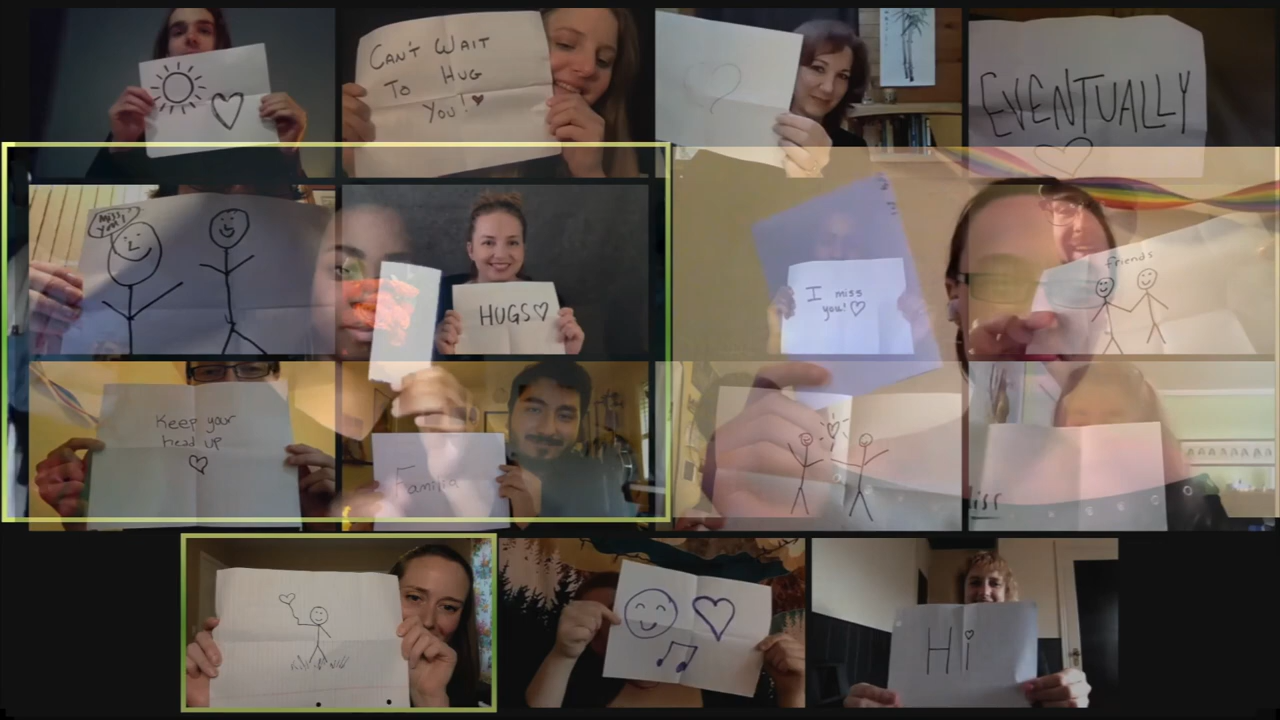 CAN'T WAIT
TO HUG
YOU!
EVENTUALLY
MISS
YOU!
HUGS
I miss
you!
friends
Keep your
head up
Familia
Hi